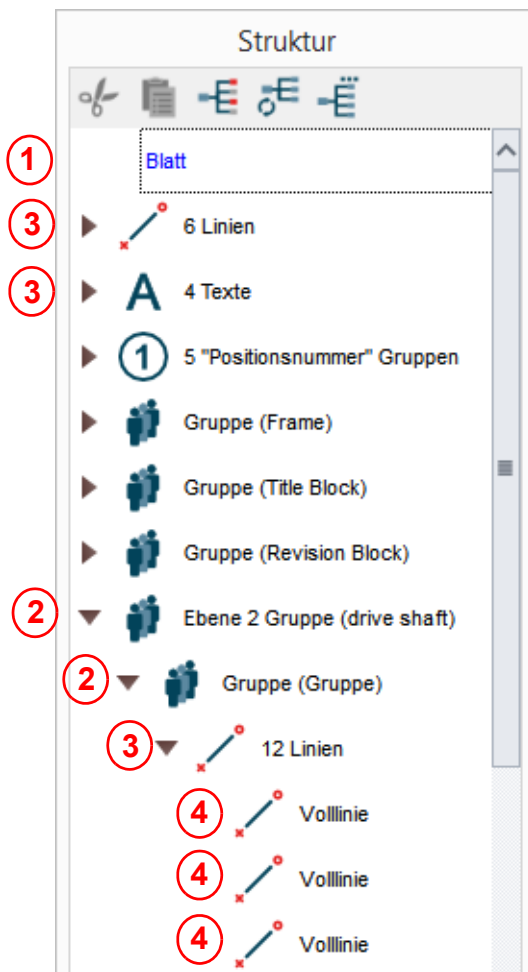 Struktur
1 Blatt
3 6 Linien
3 A 4 Texte
1 5 "Positionsnummer" Gruppen
Gruppe (Frame)
Gruppe (Title Block)
Gruppe (Revision Block)
2 Ebene 2 Gruppe (drive shaft)
2 Gruppe (Gruppe)
3 12 Linien
4 Volllinie
4 Volllinie
4 Volllinie